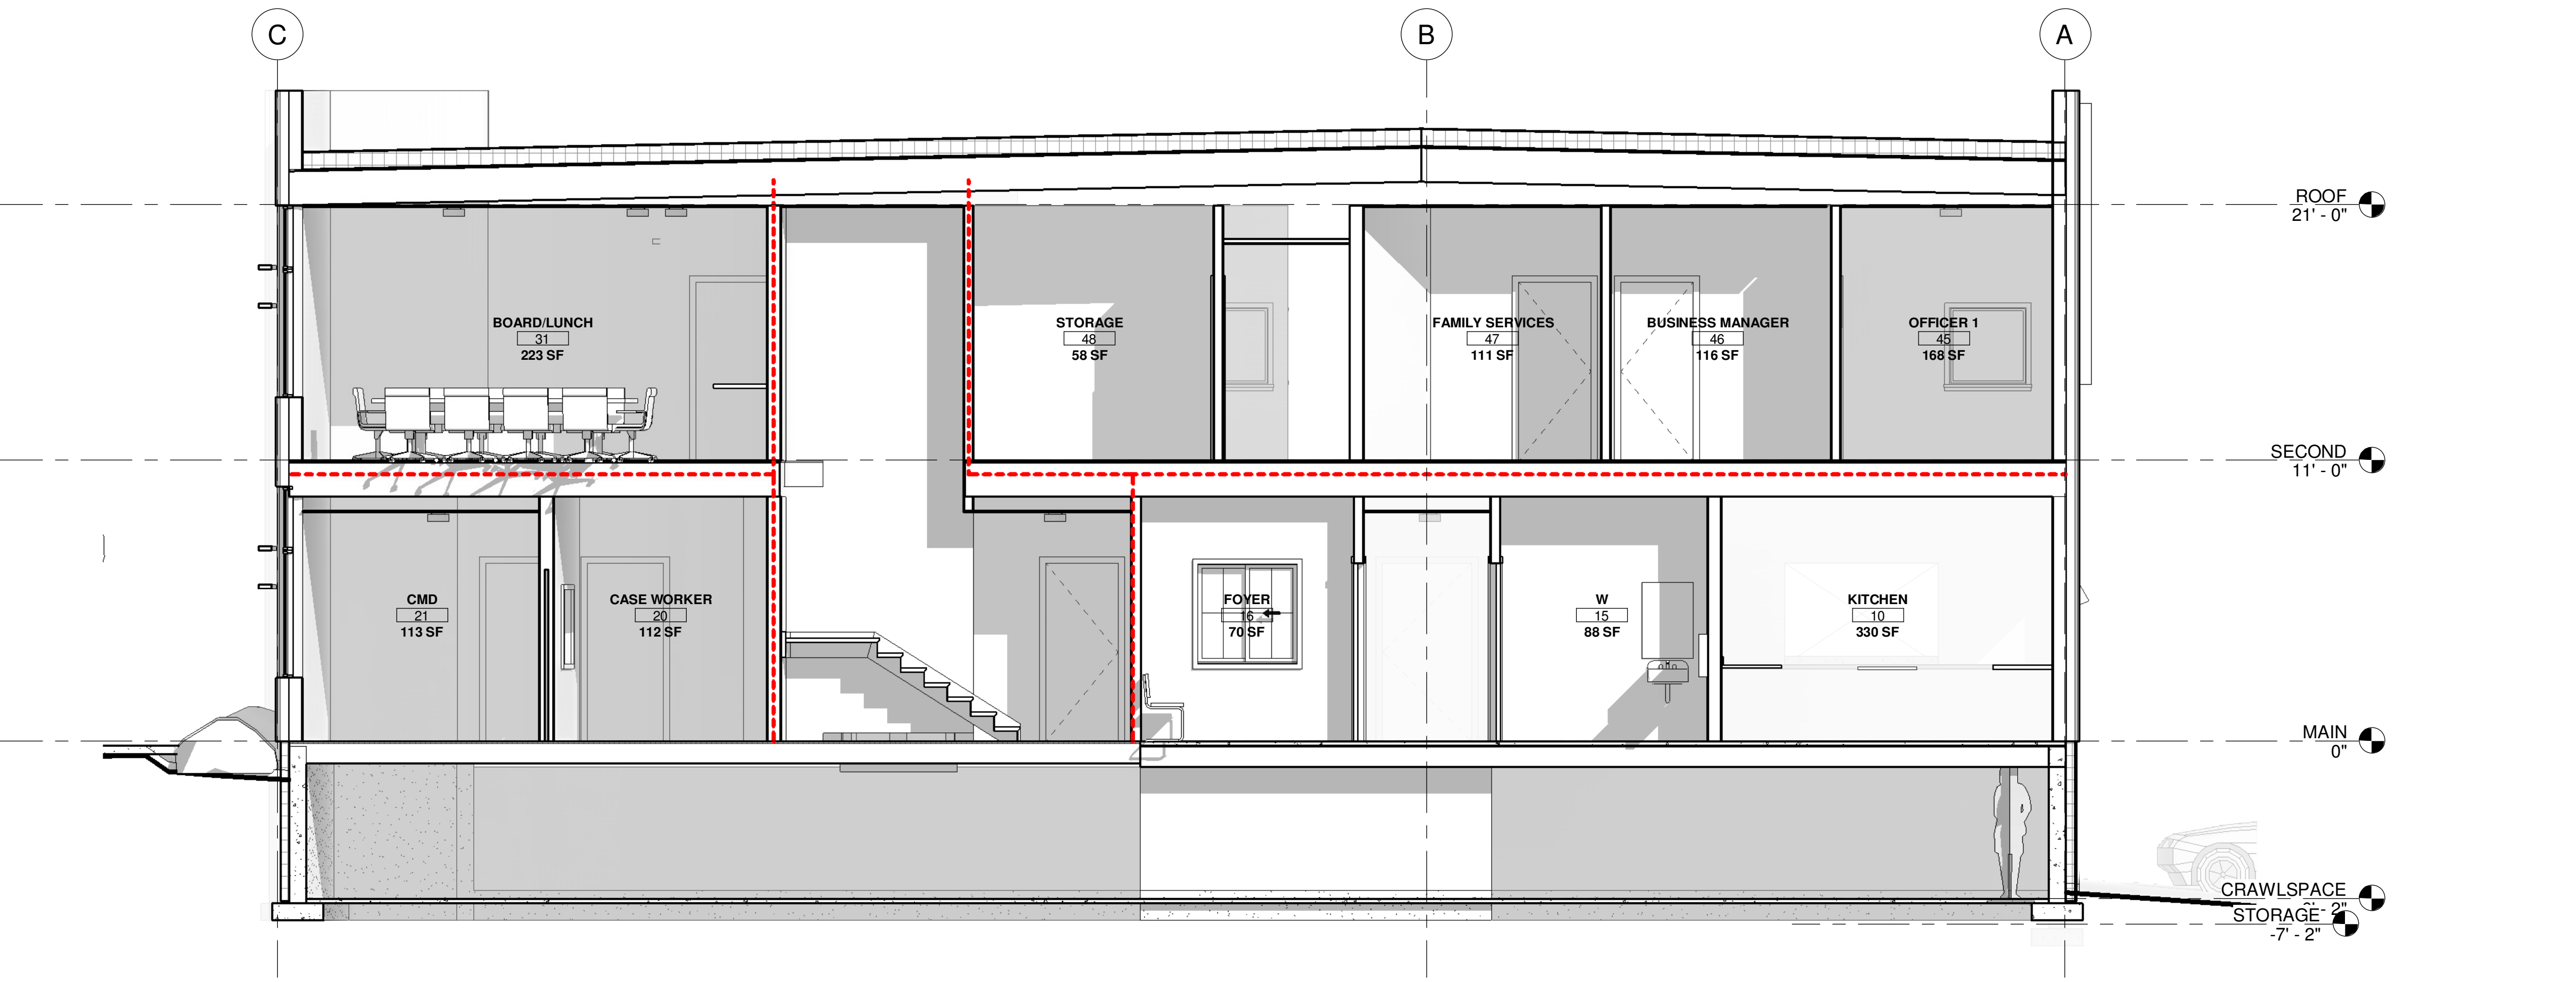 C
B
A
ROOF
21' - 0"
BOARD/LUNCH
31
223 SF
STORAGE
48
58 SF
FAMILY SERVICES
47
111 SF
BUSINESS MANAGER
46
116 SF
OFFICER 1
45
168 SF
SECOND
11' - 0"
CMD
21
113 SF
CASE WORKER
20
112 SF
FOYER
16
70 SF
W
15
88 SF
KITCHEN
10
330 SF
MAIN
0"
CRAWLSPACE
- 2"
STORAGE
-7' - 2"